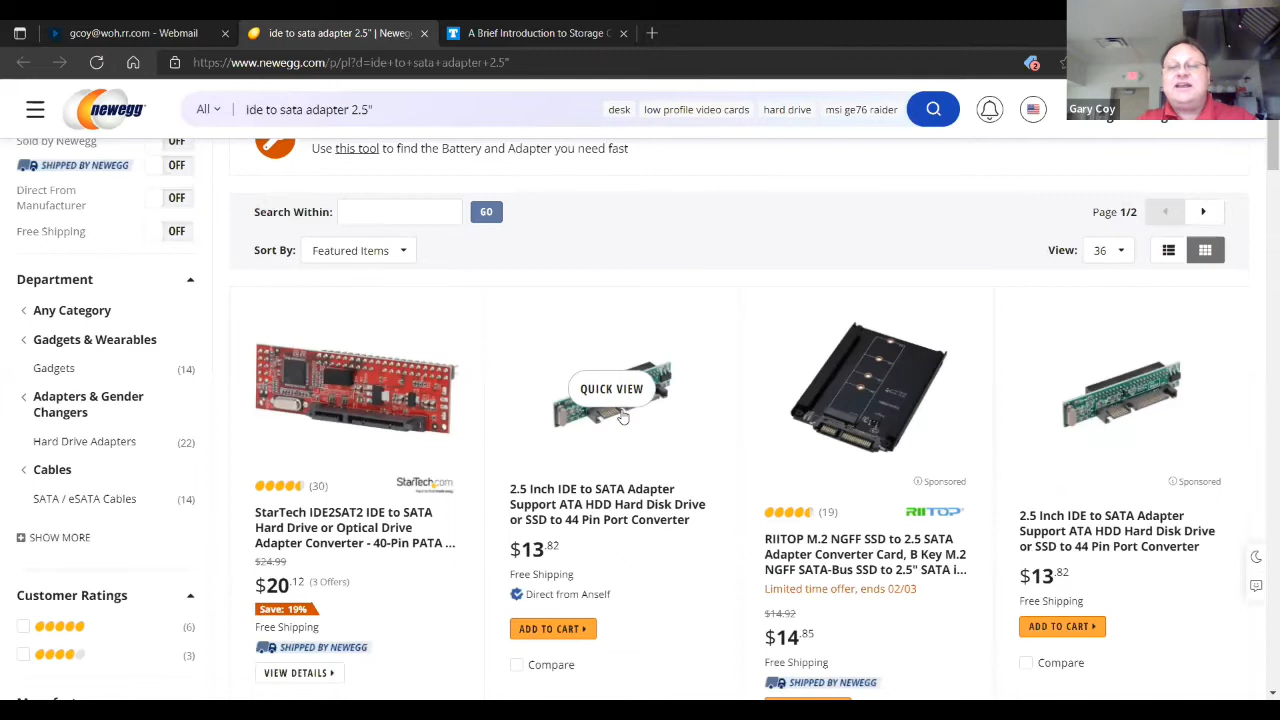 gcoy@woh.rr.com - Webmail
ide to sata adapter 2.5" | Neweg
A Brief Introduction to Storage C
https://www.newegg.com/p/pl?d=ide+to+sata+adapter+2.5"
2
Gary Coy
newegg
All
ide to sata adapter 2.5"
desk
low profile video cards
hard drive
msi ge76 raider
Sold by Newegg
OFF
SHIPPED BY NEWEGG
OFF
Direct From
Manufacturer
OFF
Free Shipping
OFF
Department
Any Category
Gadgets & Wearables
Gadgets (14)
Adapters & Gender
Changers
Hard Drive Adapters (22)
Cables
SATA / eSATA Cables (14)
SHOW MORE
Customer Ratings
(6)
(3)
Use this tool to find the Battery and Adapter you need fast
Search Within:
GO
Page 1/2
Sort By: Featured Items
View: 36
(30)
StarTech.com
StarTech IDE2SAT2 IDE to SATA
Hard Drive or Optical Drive
Adapter Converter - 40-Pin PATA ...
$24.99
$20.12 (3 Offers)
Save: 19%
Free Shipping
SHIPPED BY NEWEGG
VIEW DETAILS
QUICK VIEW
2.5 Inch IDE to SATA Adapter
Support ATA HDD Hard Disk Drive
or SSD to 44 Pin Port Converter
$13.82
Free Shipping
Direct from Anself
ADD TO CART
Compare
Sponsored
(19)
RIITOP
RIITOP M.2 NGFF SSD to 2.5 SATA
Adapter Converter Card, B Key M.2
NGFF SATA-Bus SSD to 2.5" SATA i...
Limited time offer, ends 02/03
$14.92
$14.85
Free Shipping
SHIPPED BY NEWEGG
Sponsored
2.5 Inch IDE to SATA Adapter
Support ATA HDD Hard Disk Drive
or SSD to 44 Pin Port Converter
$13.82
Free Shipping
ADD TO CART
Compare